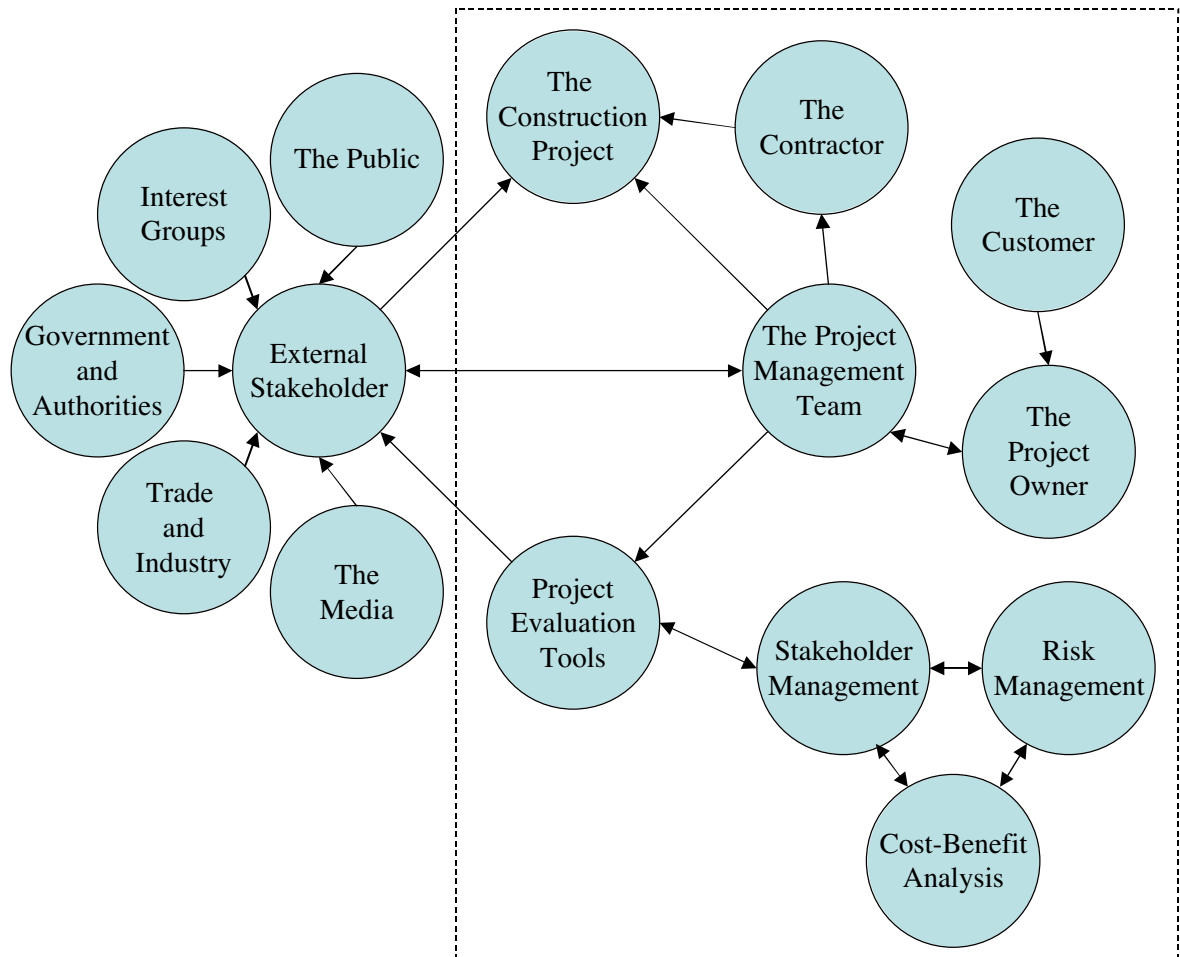 The
Construction
Project
The
Contractor
The Public
Interest
Groups
The
Customer
Government
and
Authorities
External
Stakeholder
The Project
Management
Team
The
Project
Owner
Trade
and
Industry
The
Media
Project
Evaluation
Tools
Stakeholder
Management
Risk
Management
Cost-Benefit
Analysis